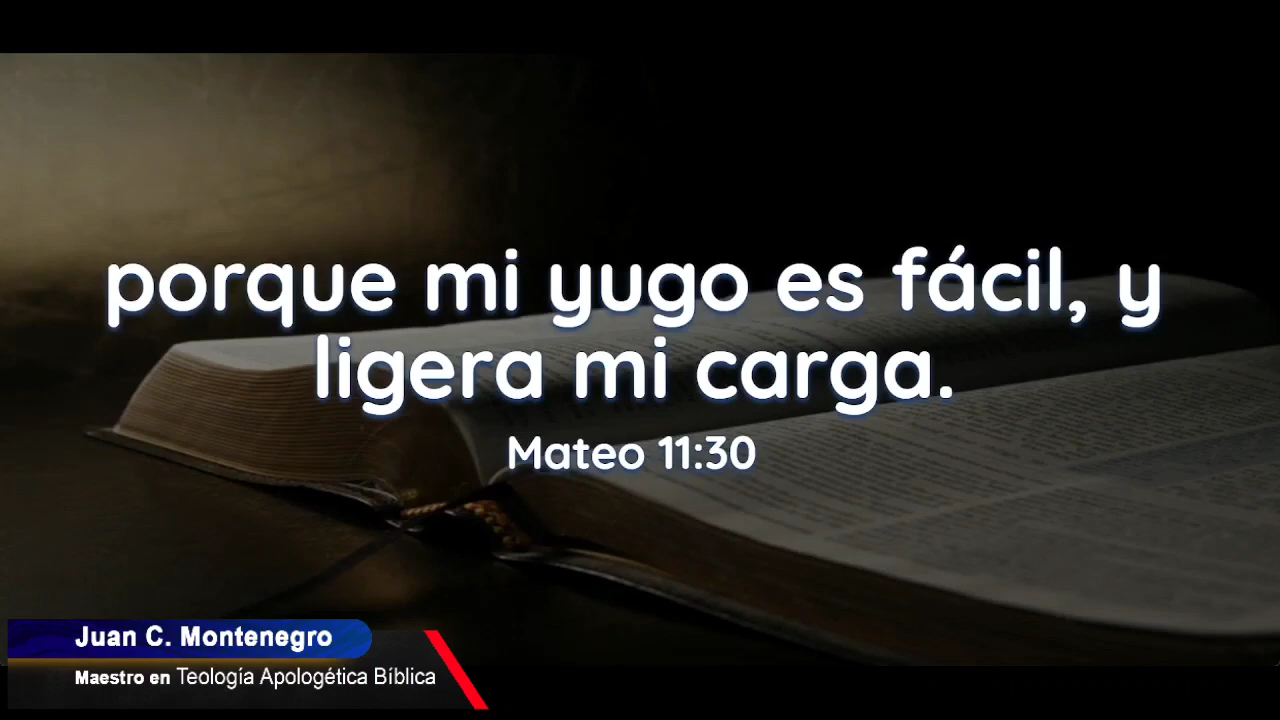 porque mi yugo es fácil, y
ligera mi carga.
Mateo 11:30
Juan C. Montenegro
Maestro en Teología Apologética Bíblica